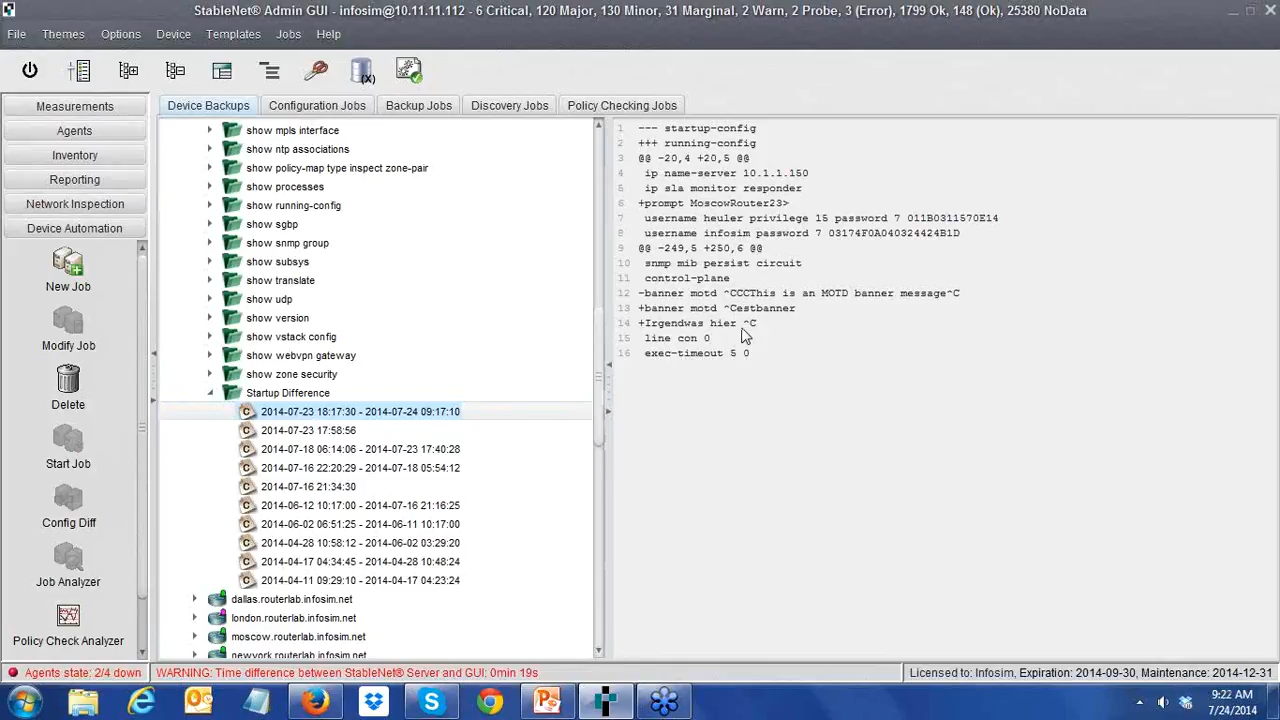 StableNet® Admin GUI - infosim@10.11.11.112 - 6 Critical, 120 Major, 130 Minor, 31 Marginal, 2 Warn, 2 Probe, 3 (Error), 1799 Ok, 148 (Ok), 25380 NoData
File Themes Options Device Templates Jobs Help
(X)
Measurements
Agents
Inventory
Reporting
Network Inspection
Device Automation
New Job
Modify Job
Delete
Start Job
Config Diff
Job Analyzer
Policy Check Analyzer
Device Backups Configuration Jobs Backup Jobs Discovery Jobs Policy Checking Jobs
show mpls interface
show ntp associations
show policy-map type inspect zone-pair
show processes
show running-config
show sgbp
show snmp group
show subsys
show translate
show udp
show version
show vstack config
show webvpn gateway
show zone security
Startup Difference
C 2014-07-23 18:17:30 - 2014-07-24 09:17:10
C 2014-07-23 17:58:56
C 2014-07-18 06:14:06 - 2014-07-23 17:40:28
C 2014-07-16 22:20:29 - 2014-07-18 05:54:12
C 2014-07-16 21:34:30
C 2014-06-12 10:17:00 - 2014-07-16 21:16:25
C 2014-06-02 06:51:25 - 2014-06-11 10:17:00
C 2014-04-28 10:58:12 - 2014-06-02 03:29:20
C 2014-04-17 04:34:45 - 2014-04-28 10:48:24
C 2014-04-11 09:29:10 - 2014-04-17 04:23:24
dallas.routerlab.infosim.net
london.routerlab.infosim.net
moscow.routerlab.infosim.net
newyork.routerlab.infosim.net
1 --- startup-config
2 +++ running-config
3 @@ -20,4 +20,5 @@
4 ip name-server 10.1.1.150
5 ip sla monitor responder
6 +prompt MoscowRouter23>
7 username heuler privilege 15 password 7 011B0311570E14
8 username infosim password 7 03174F0A040324424B1D
9 @@ -249,5 +250,6 @@
10 snmp mib persist circuit
11 control-plane
12 -banner motd ^CCCThis is an MOTD banner message^C
13 +banner motd ^Cestbanner
14 +Irgendwas hier ^C
15 line con 0
16 exec-timeout 5 0
Agents state: 2/4 down
WARNING: Time difference between StableNet® Server and GUI: 0min 19s
Licensed to: Infosim, Expiration: 2014-09-30, Maintenance: 2014-12-31
9:22 AM
7/24/2014